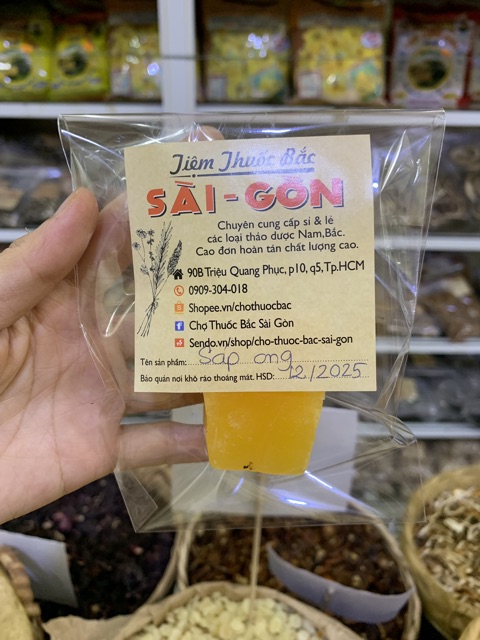 Tiệm Thuốc Bắc
SÀI-GÒN
Chuyên cung cấp sỉ & lẻ
các loại thảo dược Nam,Bắc.
Cao đơn hoàn tán chất lượng cao.
90B Triệu Quang Phục, p10, q5,Tp.HCM
0909-304-018
Shopee.vn/chothuocbac
Chợ Thuốc Bắc Sài Gòn
Sendo.vn/shop/cho-thuoc-bac-sai-gon
Tên sản phẩm: Sap ong
Bảo quản nơi khô ráo thoáng mát. HSD: 12/2025